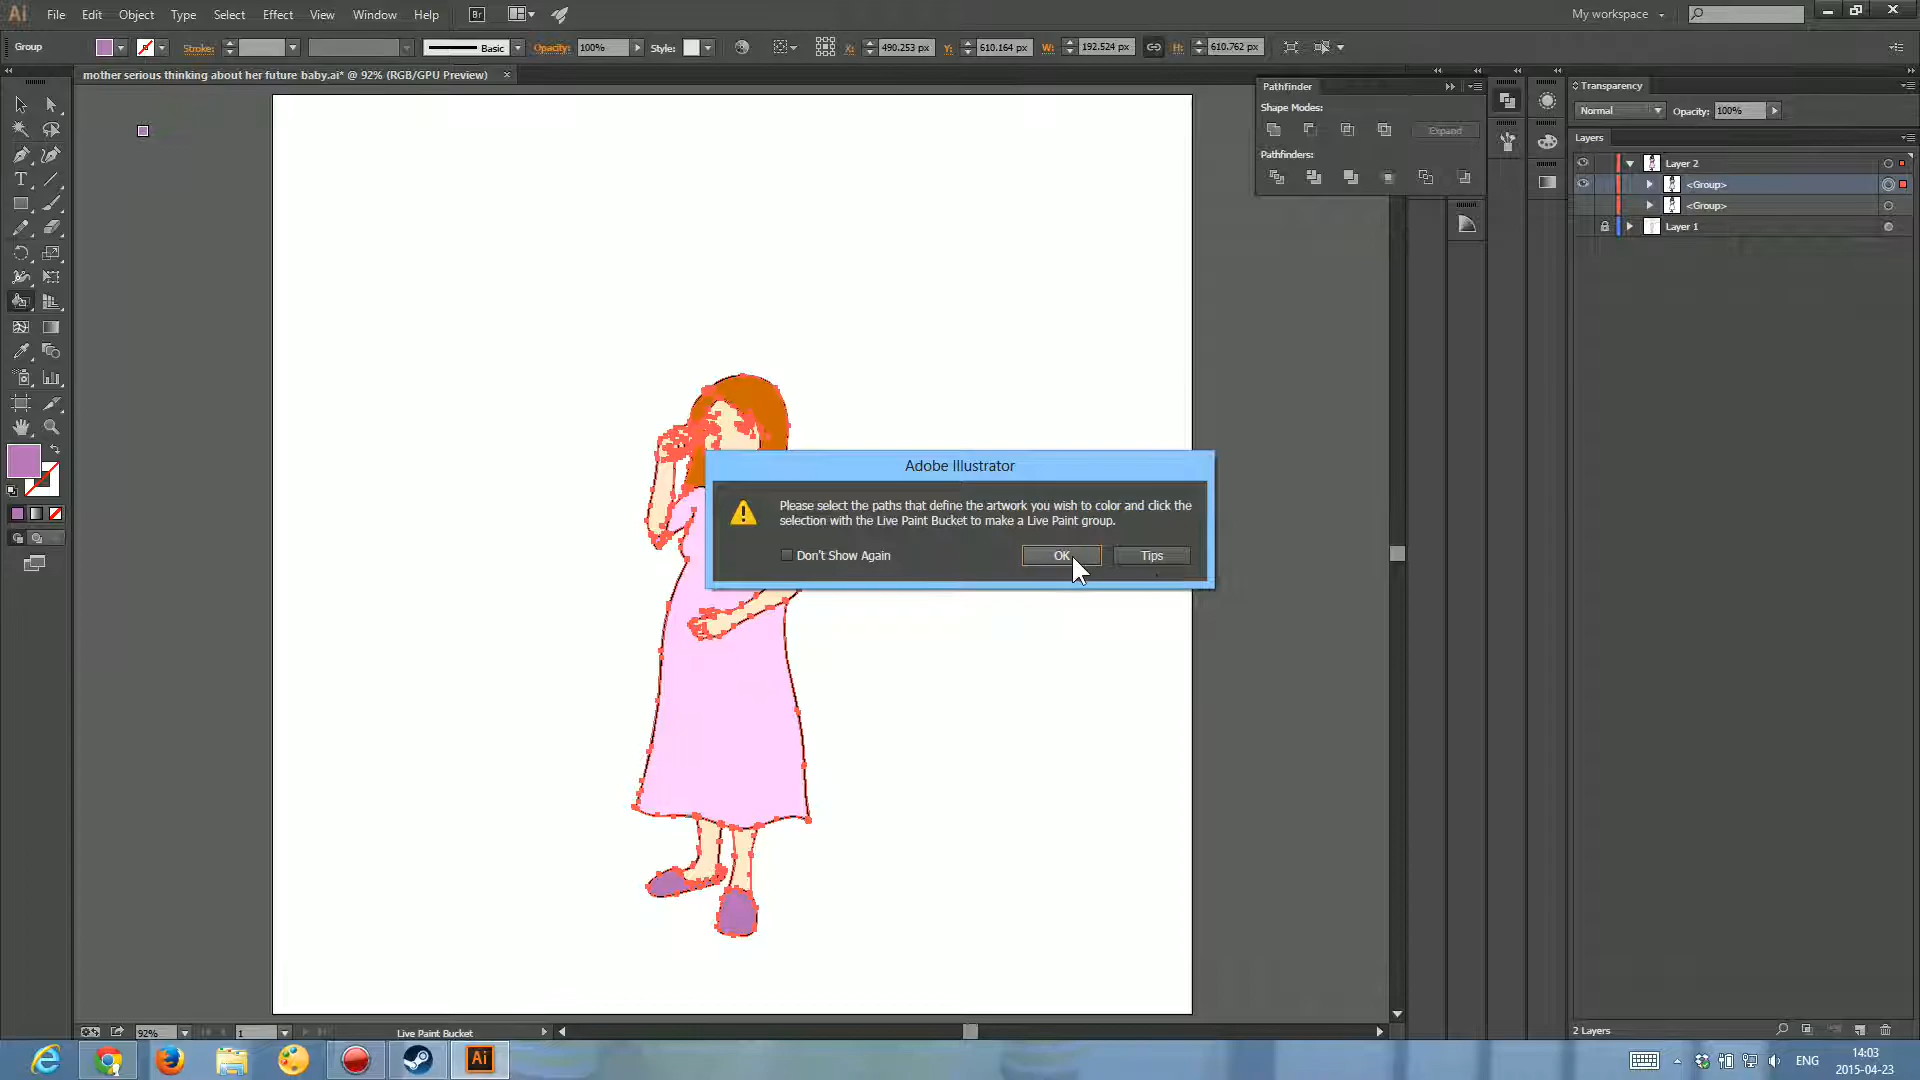 Ai File Edit Object Type Select Effect View Window Help Br My workspace
Group Stroke: Basic Opacity: 100% Style: X: 490.253 px Y: 610.164 px W: 192.524 px H: 610.762 px
mother serious thinking about her future baby.ai* @ 92% (RGB/GPU Preview)
Pathfinder
Shape Modes:
Expand
Pathfinders:
Transparency
Normal Opacity: 100%
Layers
Layer 2
<Group>
<Group>
Layer 1
T
Adobe Illustrator
Please select the paths that define the artwork you wish to color and click the
selection with the Live Paint Bucket to make a Live Paint group.
Don't Show Again OK Tips
92% 1 Live Paint Bucket
2 Layers
Ai
ENG
14:03
2015-04-23